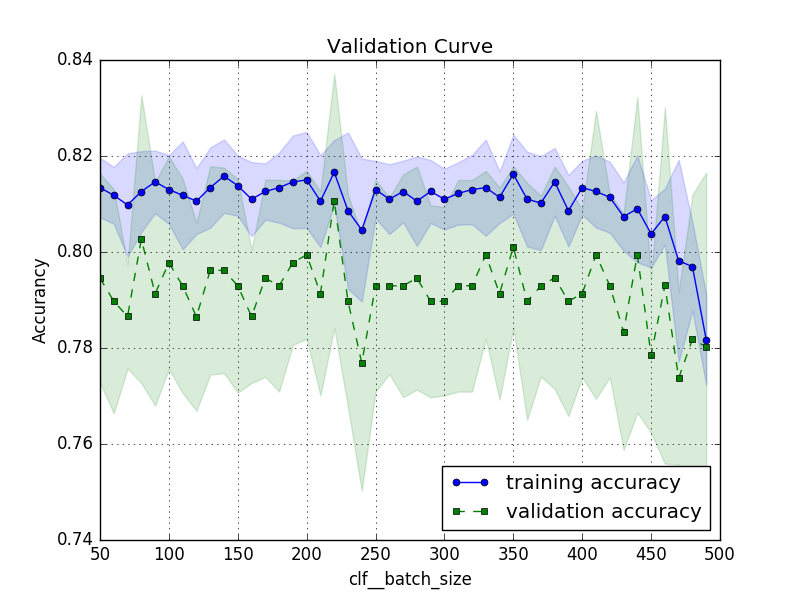 Validation Curve
0.84
0.82
0.80
0.78
0.76
0.74
Accurancy
50 100 150 200 250 300 350 400 450 500
clf__batch_size
training accuracy
validation accuracy